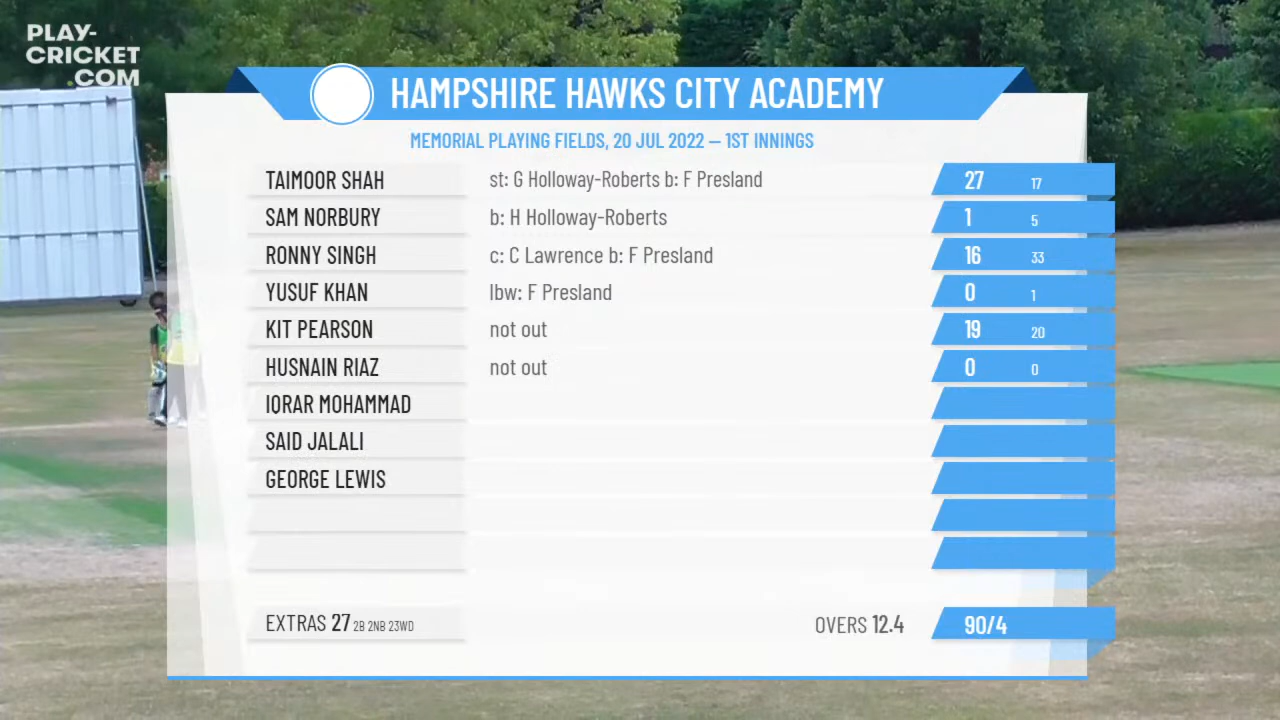 PLAY-
CRICKET
.COM
HAMPSHIRE HAWKS CITY ACADEMY
MEMORIAL PLAYING FIELDS, 20 JUL 2022 – 1ST INNINGS
TAIMOOR SHAH st: G Holloway-Roberts b: F Presland 27 17
SAM NORBURY b: H Holloway-Roberts 1 5
RONNY SINGH c: C Lawrence b: F Presland 16 33
YUSUF KHAN lbw: F Presland 0 1
KIT PEARSON not out 19 20
HUSNAIN RIAZ not out 0 0
IQRAR MOHAMMAD
SAID JALALI
GEORGE LEWIS
EXTRAS 27 2B 2NB 23WD OVERS 12.4 90/4